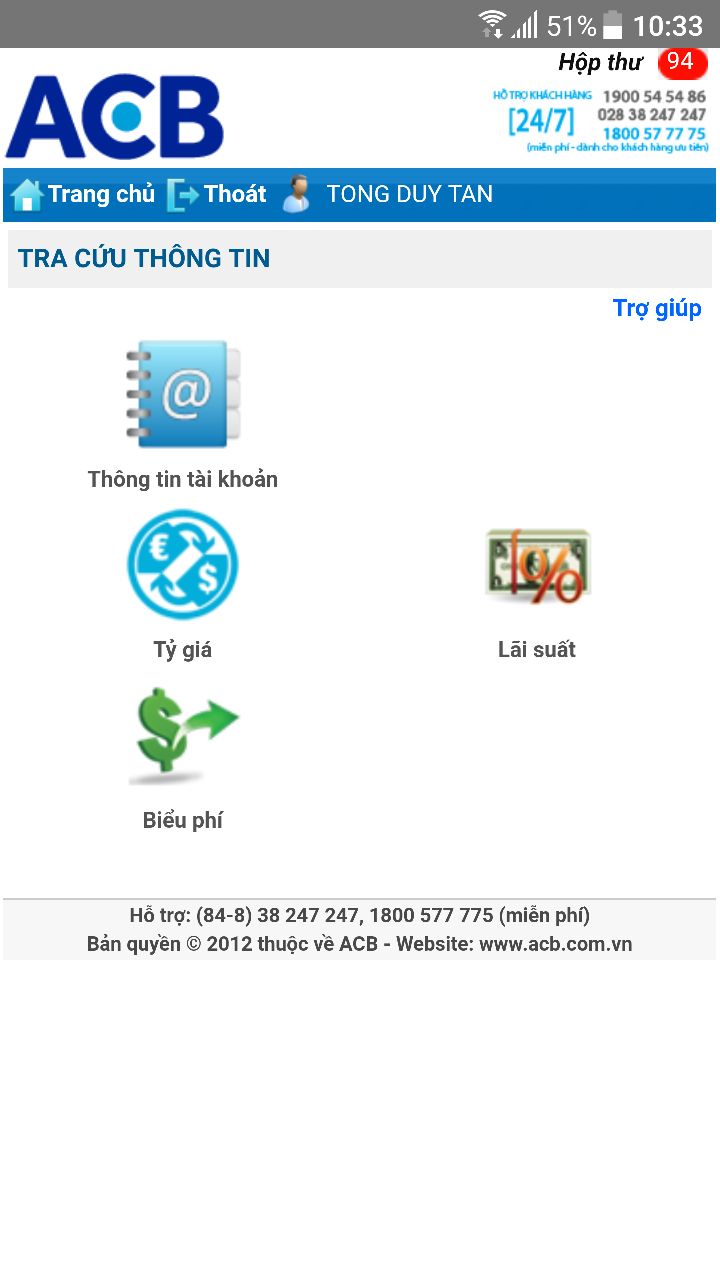 51% 10:33
Hộp thư 94
ACB
HỖ TRỢ KHÁCH HÀNG 1900 54 54 86
[24/7] 028 38 247 247
1800 57 77 75
(miễn phí - dành cho khách hàng ưu tiên)
Trang chủ Thoát TONG DUY TAN
TRA CỨU THÔNG TIN
Trợ giúp
@
Thông tin tài khoản
€ $
%
Tỷ giá Lãi suất
$
Biểu phí
Hỗ trợ: (84-8) 38 247 247, 1800 577 775 (miễn phí)
Bản quyền © 2012 thuộc về ACB - Website: www.acb.com.vn